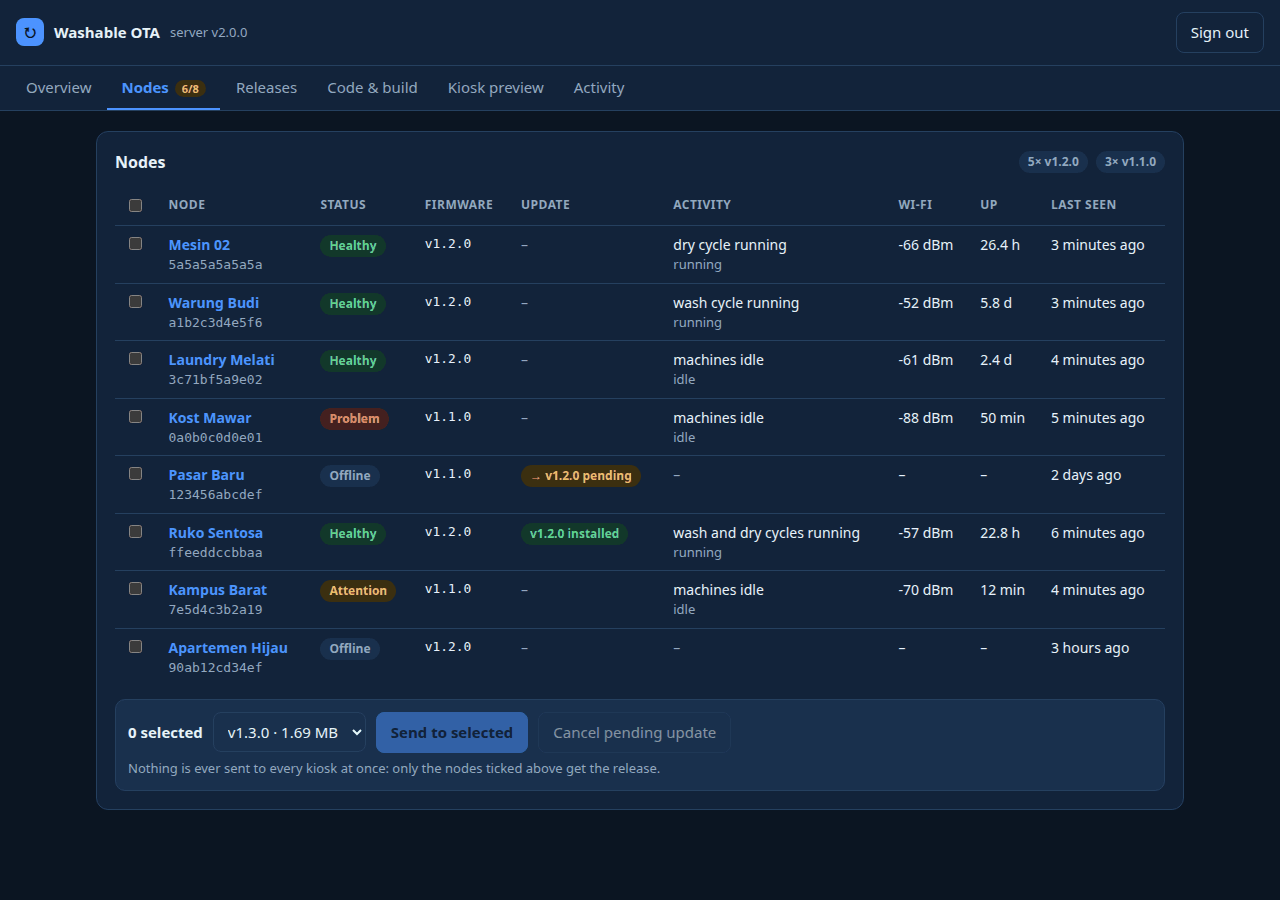 Washable OTA server v2.0.0 Sign out
Overview Nodes 6/8 Releases Code & build Kiosk preview Activity
Nodes 5× v1.2.0 3× v1.1.0
NODE STATUS FIRMWARE UPDATE ACTIVITY WI-FI UP LAST SEEN
Mesin 02 Healthy v1.2.0 – dry cycle running -66 dBm 26.4 h 3 minutes ago
5a5a5a5a5a5a running
Warung Budi Healthy v1.2.0 – wash cycle running -52 dBm 5.8 d 3 minutes ago
a1b2c3d4e5f6 running
Laundry Melati Healthy v1.2.0 – machines idle -61 dBm 2.4 d 4 minutes ago
3c71bf5a9e02 idle
Kost Mawar Problem v1.1.0 – machines idle -88 dBm 50 min 5 minutes ago
0a0b0c0d0e01 idle
Pasar Baru Offline v1.1.0 → v1.2.0 pending – – – 2 days ago
123456abcdef
Ruko Sentosa Healthy v1.2.0 v1.2.0 installed wash and dry cycles running -57 dBm 22.8 h 6 minutes ago
ffeeddccbbaa running
Kampus Barat Attention v1.1.0 – machines idle -70 dBm 12 min 4 minutes ago
7e5d4c3b2a19 idle
Apartemen Hijau Offline v1.2.0 – – – – 3 hours ago
90ab12cd34ef
0 selected v1.3.0 · 1.69 MB Send to selected Cancel pending update
Nothing is ever sent to every kiosk at once: only the nodes ticked above get the release.